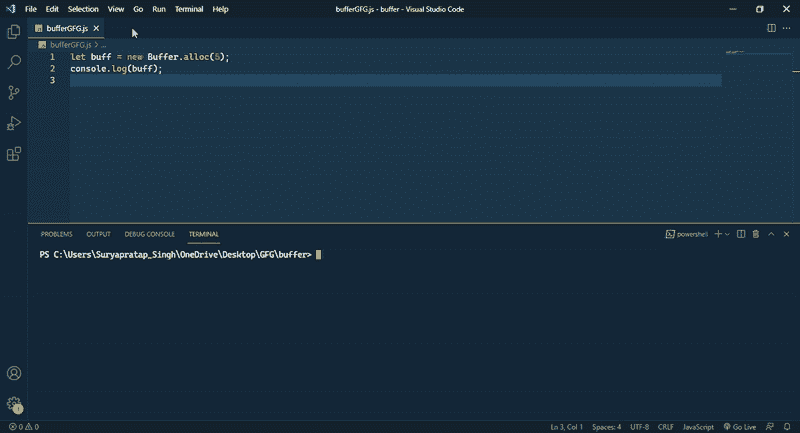 File Edit Selection View Go Run Terminal Help bufferGFG.js - buffer - Visual Studio Code
bufferGFG.js
bufferGFG.js > ...
1 let buff = new Buffer.alloc(5);
2 console.log(buff);
3
PROBLEMS OUTPUT DEBUG CONSOLE TERMINAL powershell
PS C:\Users\Suryapratap_Singh\OneDrive\Desktop\GFG\buffer>
1
0 0 Ln 3, Col 1 Spaces: 4 UTF-8 CRLF JavaScript Go Live